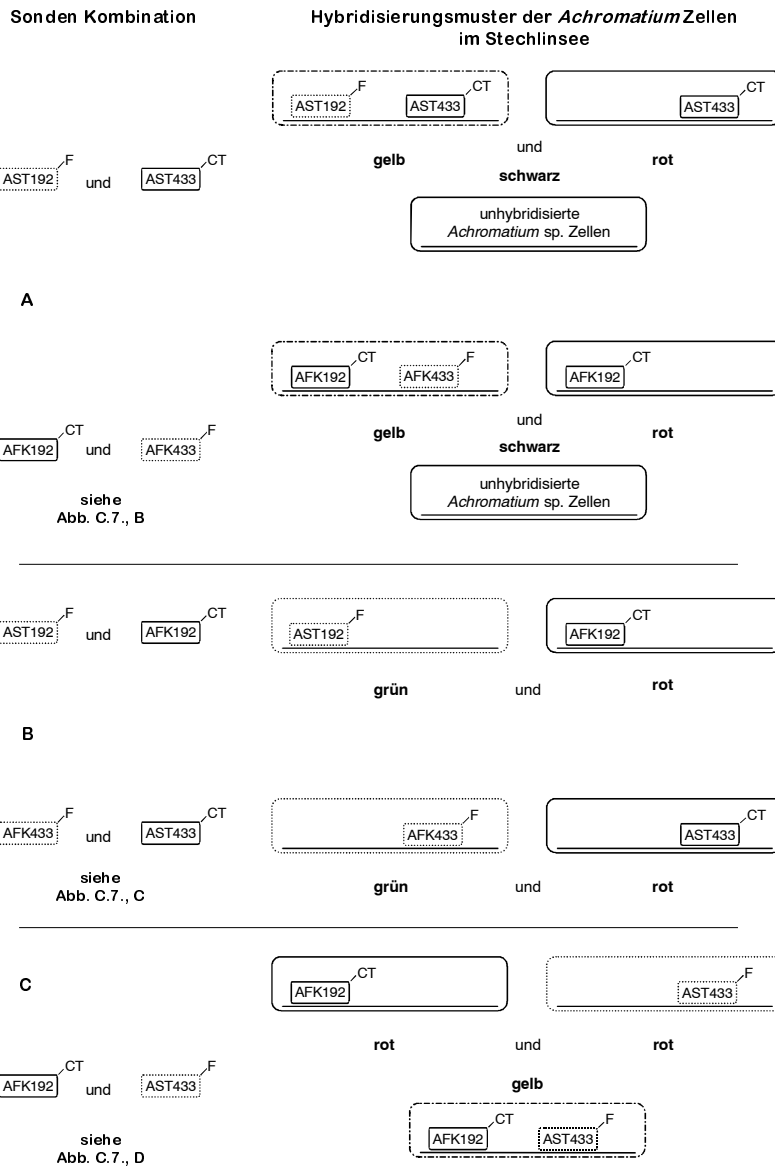 Sonden Kombination
Hybridisierungsmuster der Achromatium Zellen
im Stechlinsee
AST192 F und AST433 CT
AST192 F AST433 CT
AST433 CT
gelb und rot
schwarz
unhybridisierte
Achromatium sp. Zellen
A
AFK192 CT und AFK433 F
siehe
Abb. C.7., B
AFK192 CT AFK433 F
AFK192 CT
gelb und rot
schwarz
unhybridisierte
Achromatium sp. Zellen
AST192 F und AFK192 CT
AST192 F
AFK192 CT
grün und rot
B
AFK433 F und AST433 CT
siehe
Abb. C.7., C
AFK433 F
AST433 CT
grün und rot
C
AFK192 CT
AST433 F
rot und rot
AFK192 CT und AST433 F
siehe
Abb. C.7., D
gelb
AFK192 CT AST433 F